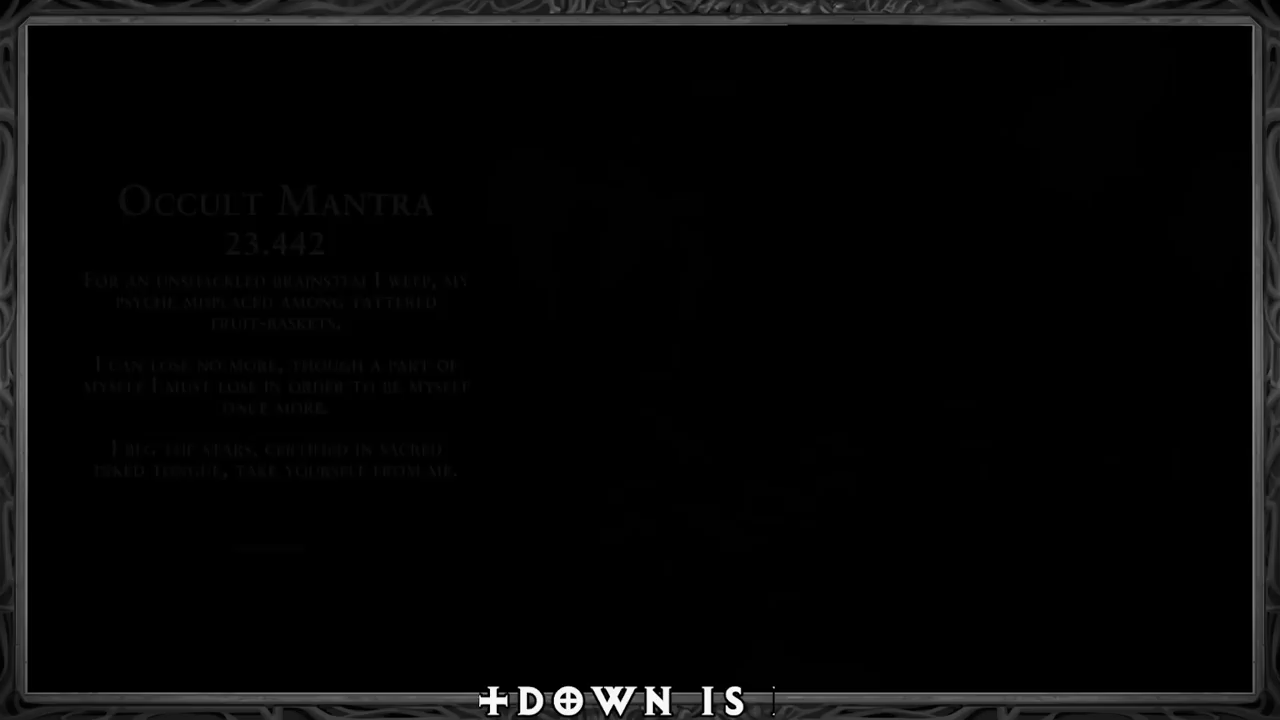 Occult Mantra
23.442
For an unshackled brainstem I weep, my
psyche misplaced among tattered
fruit-baskets.
I can lose no more, though a part of
myself I must lose in order to be myself
once more.
I beg the stars, certified in sacred
tongue, take yourself from me.
+DOWN IS